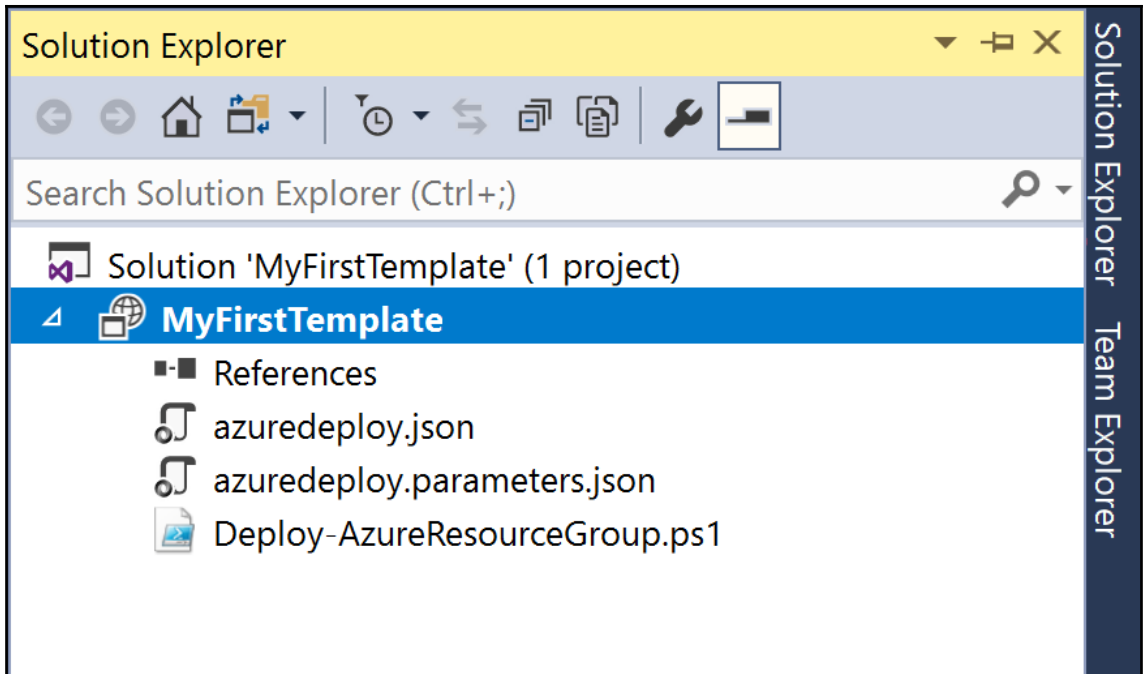 Solution Explorer
Search Solution Explorer (Ctrl+;)
Solution 'MyFirstTemplate' (1 project)
MyFirstTemplate
References
azuredeploy.json
azuredeploy.parameters.json
Deploy-AzureResourceGroup.ps1
Solution Explorer
Team Explorer